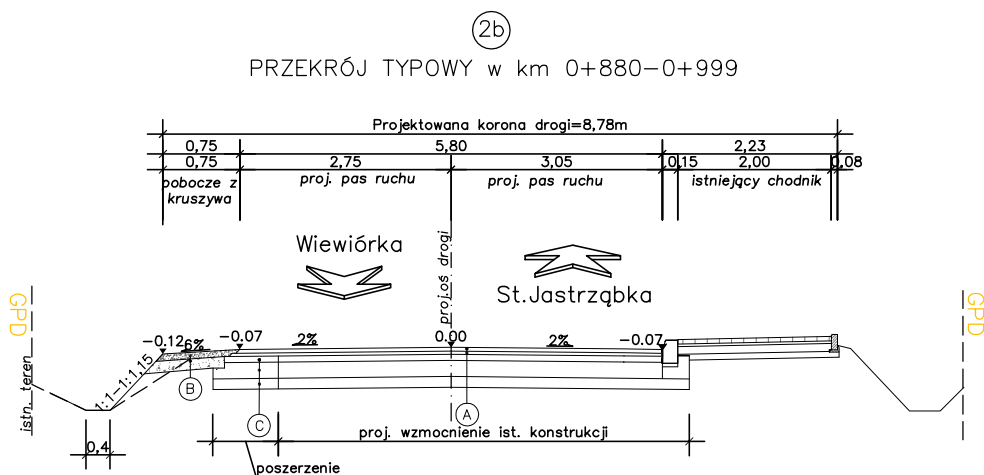 2b
PRZEKRÓJ TYPOWY w km 0+880-0+999
Projektowana korona drogi=8,78m
0,75 5,80 2,23
0,75 2,75 3,05 0,15 2,00 0,08
pobocze z kruszywa
proj. pas ruchu
proj. pas ruchu
istniejący chodnik
Wiewiórka
proj.oś drogi
St.Jastrząbka
GPD
GPD
istn. teren
-0.12 6% -0.07 2% 0.00 2% -0.07
1:1-1:1,15
B
A
C
0,4
proj. wzmocnienie ist. konstrukcji
poszerzenie